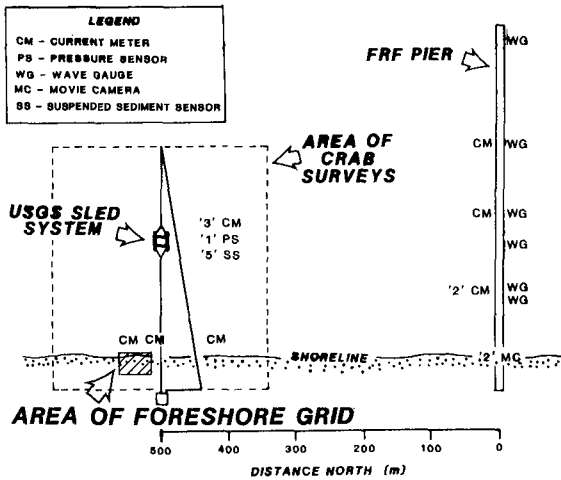 LEGEND
CM - CURRENT METER
PS - PRESSURE SENSOR
WG - WAVE GAUGE
MC - MOVIE CAMERA
SS - SUSPENDED SEDIMENT SENSOR
FRF PIER
WG
AREA OF
CRAB
SURVEYS
CM WG
USGS SLED
SYSTEM
'3' CM
'1' PS
'5' SS
CM WG
WG
'2' CM WG
WG
CM CM CM
SHORELINE
'2' MC
AREA OF FORESHORE GRID
500 400 300 200 100 0
DISTANCE NORTH (m)